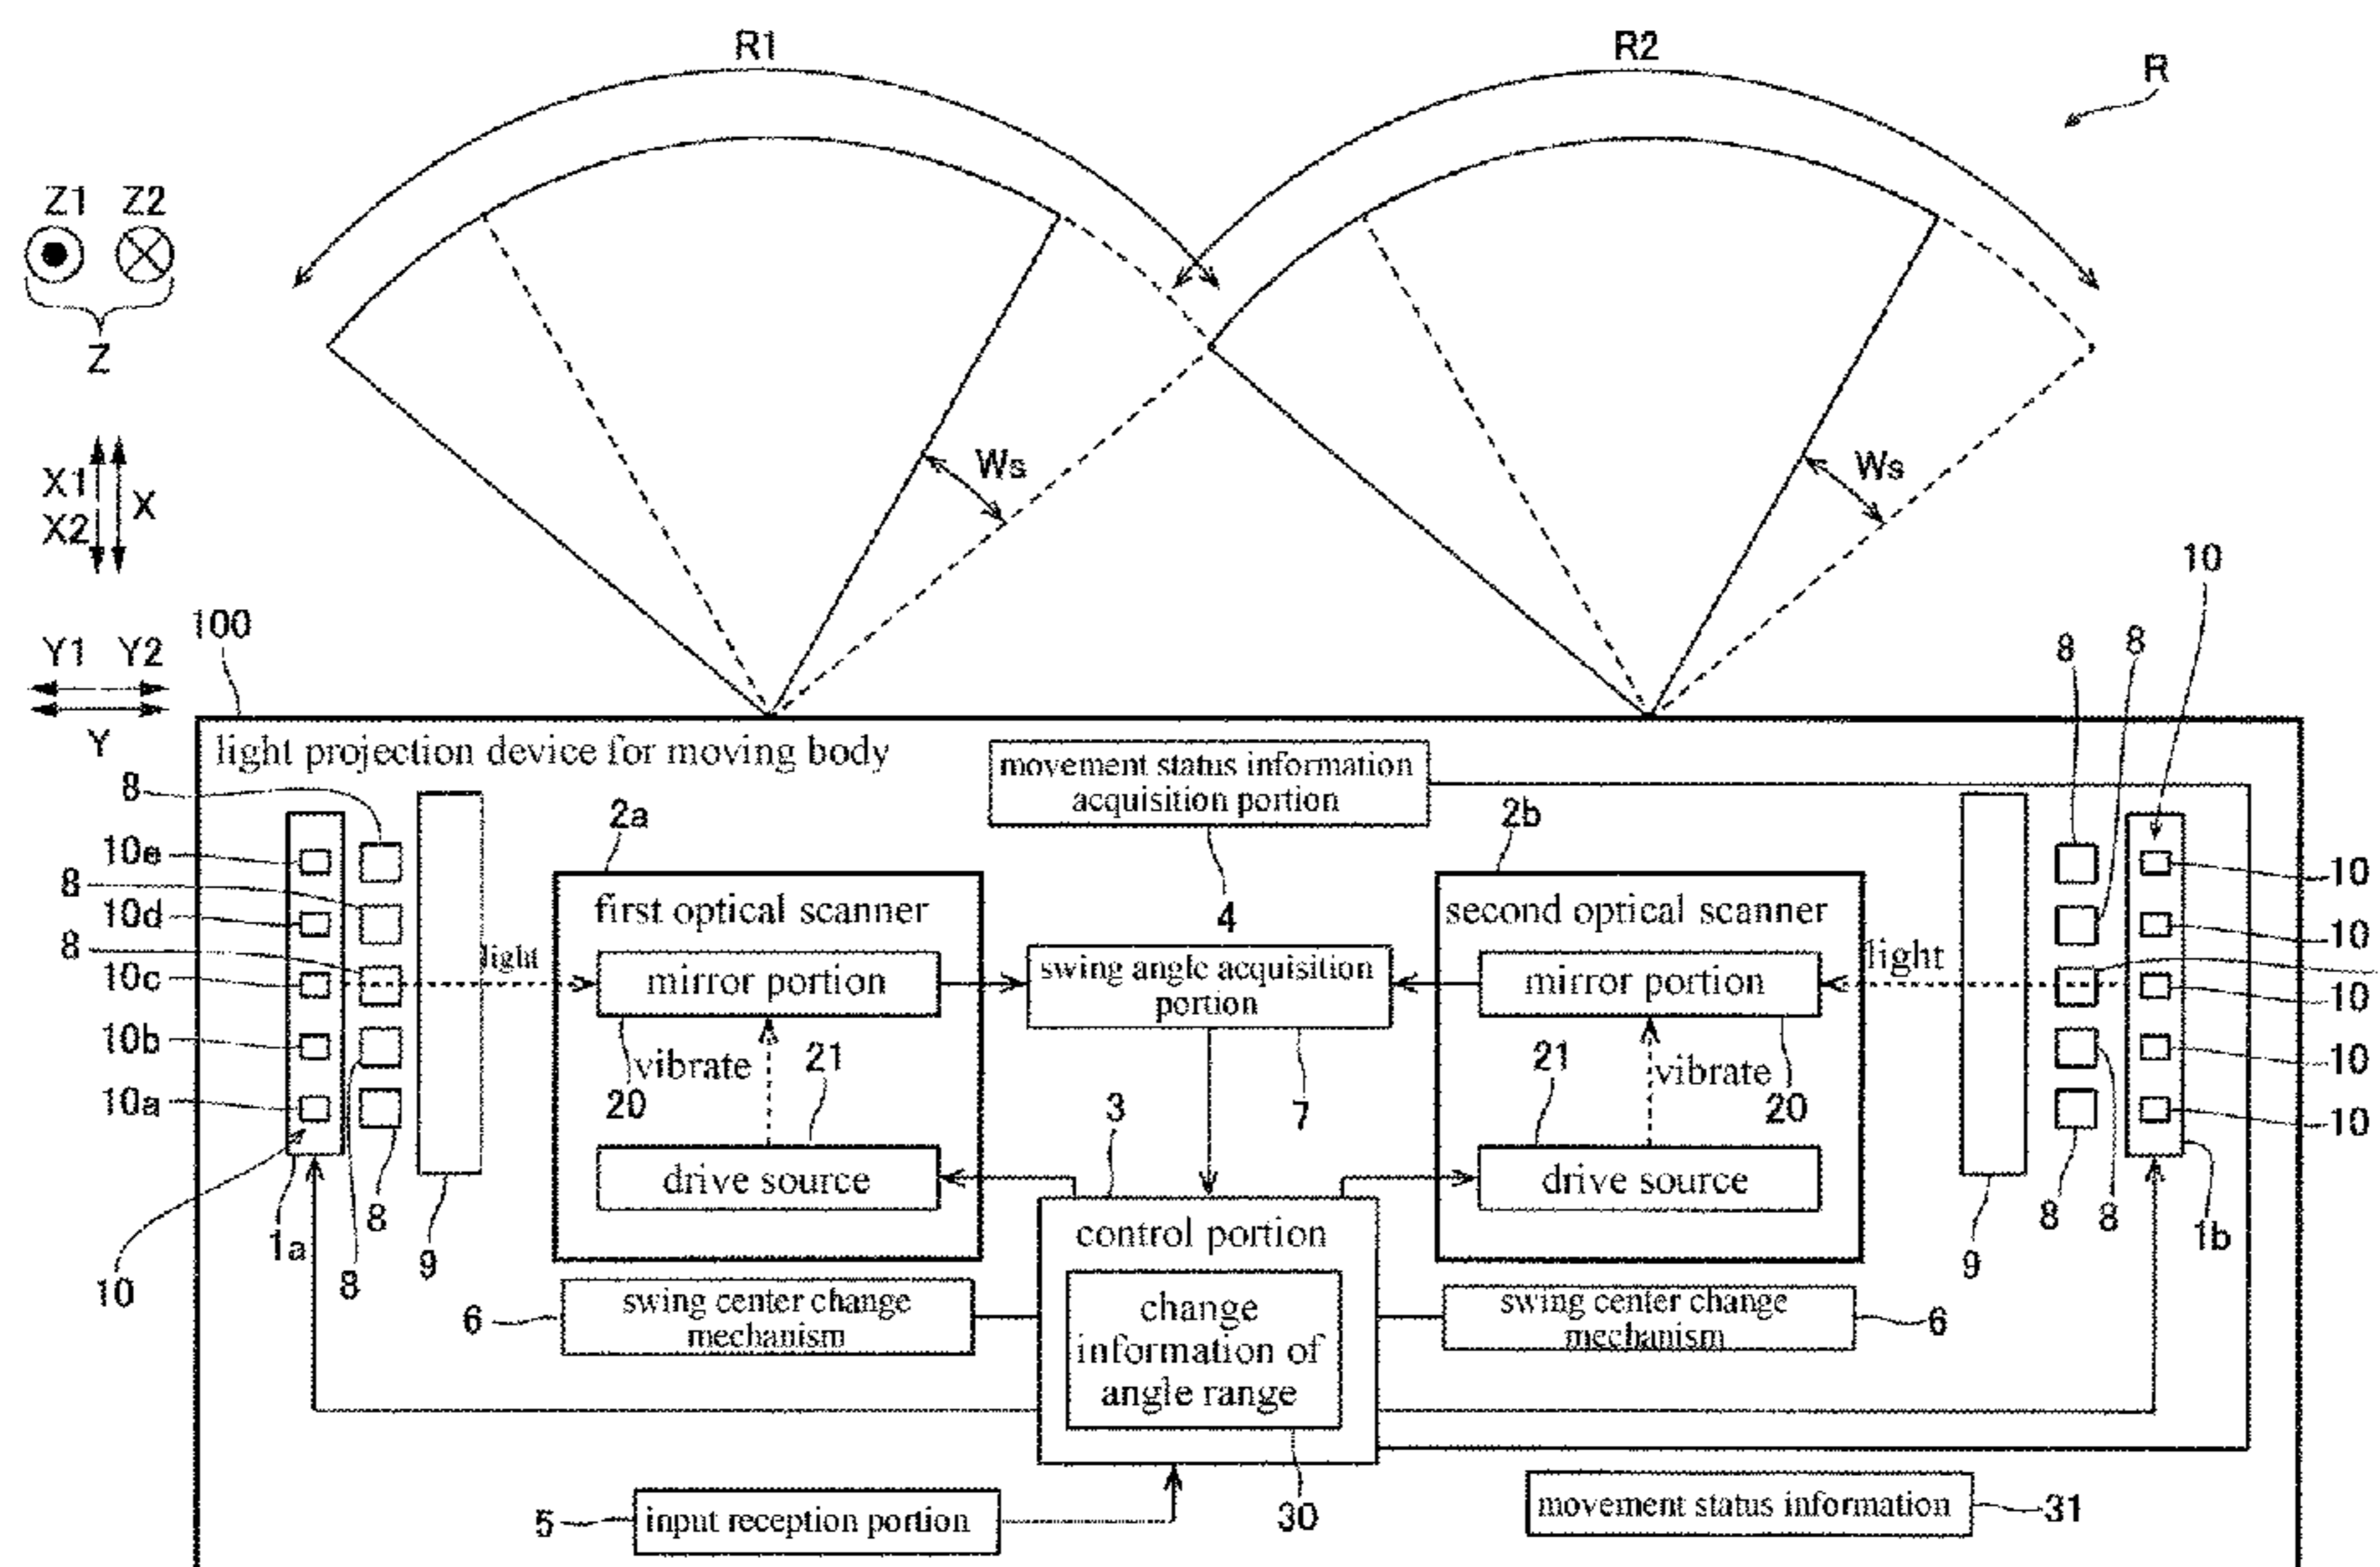 R1
R2
R
Z1 Z2
Z
X1
X2
X
Ws
Ws
Y1 Y2
Y
100
10
8
8
light projection device for moving body
movement status information
acquisition portion
4
8
10e
8
10d
8
10c
10b
10a
10
1a
8
8
9
light
2a
first optical scanner
mirror portion
20
vibrate
21
drive source
swing angle acquisition
portion
7
2b
second optical scanner
mirror portion
20
vibrate
21
drive source
light
10
10
10
10
10
9
8
8
1b
3
control portion
change
information of
angle range
30
6
swing center change
mechanism
swing center change
mechanism
6
5
input reception portion
movement status information
31